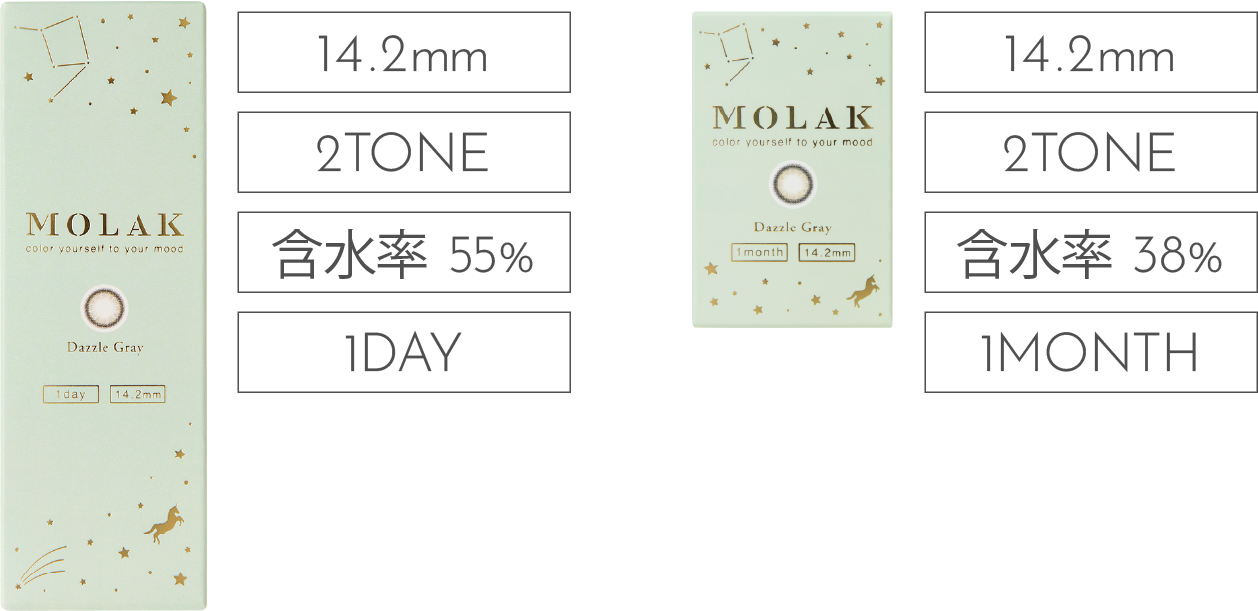 MOLAK
color yourself to your mood
Dazzle Gray
1day
14.2mm
14.2mm
2TONE
含水率 55%
1DAY
MOLAK
color yourself to your mood
Dazzle Gray
1month
14.2mm
14.2mm
2TONE
含水率 38%
1MONTH